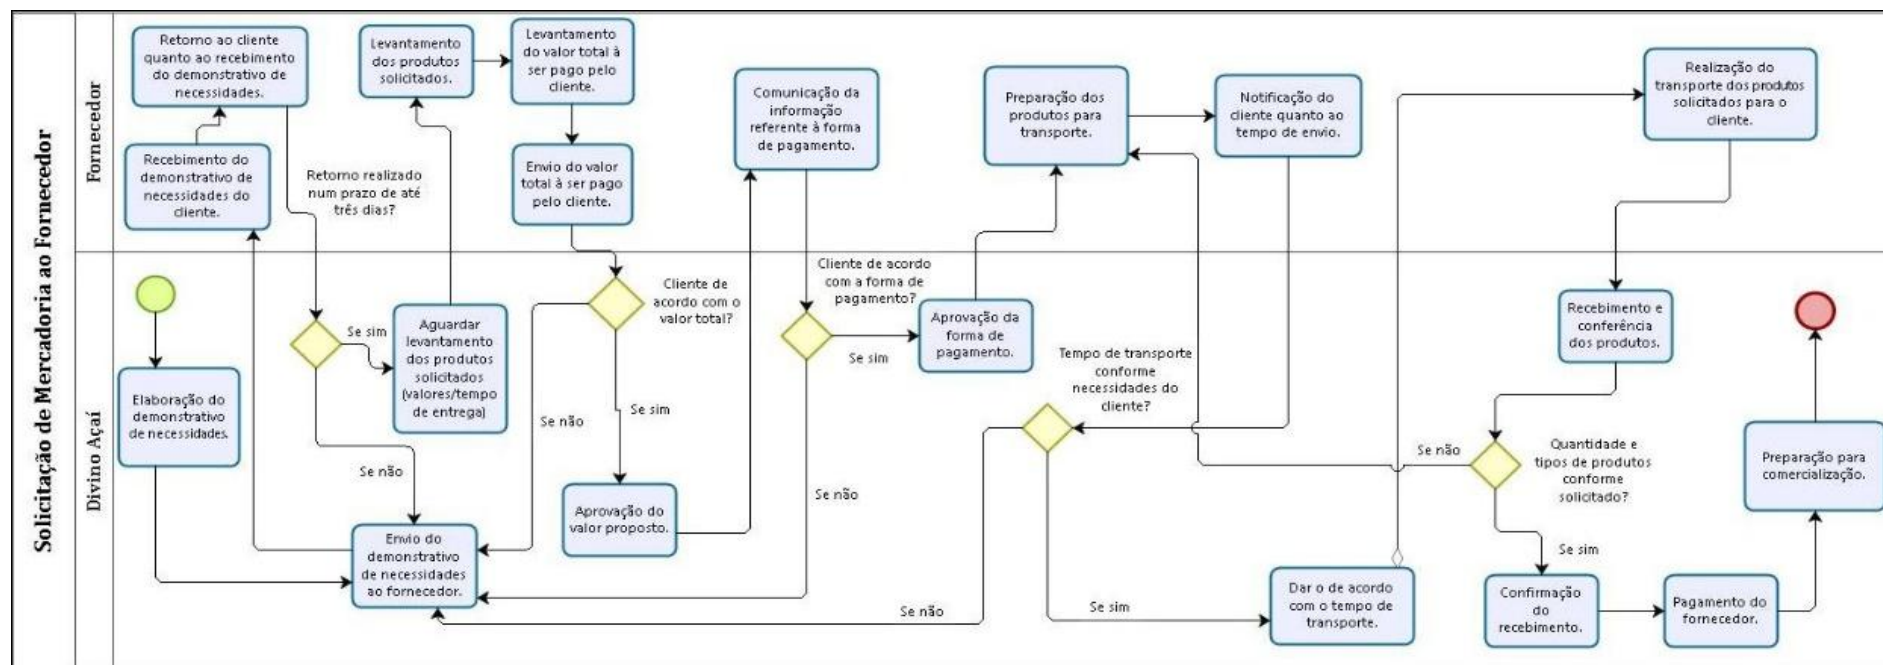 Solicitação de Mercadoria ao Fornecedor
Fornecedor
Retorno ao cliente
quanto ao recebimento
do demonstrativo de
necessidades.
Recebimento do
demonstrativo de
necessidades do
cliente.
Retorno realizado
num prazo de até
três dias?
Levantamento
dos produtos
solicitados.
Levantamento
do valor total à
ser pago pelo
cliente.
Envio do valor
total à ser pago
pelo cliente.
Comunicação da
informação
referente à forma
de pagamento.
Preparação dos
produtos para
transporte.
Notificação do
cliente quanto ao
tempo de envio.
Realização do
transporte dos produtos
solicitados para o
cliente.
Divino Açaí
Elaboração do
demonstrativo
de necessidades.
Se sim
Se não
Aguardar
levantamento
dos produtos
solicitados
(valores/tempo
de entrega)
Envio do
demonstrativo
de necessidades
ao fornecedor.
Cliente de
acordo com o
valor total?
Se não
Se sim
Aprovação do
valor proposto.
Cliente de acordo
com a forma de
pagamento?
Se sim
Se não
Aprovação da
forma de
pagamento.
Tempo de transporte
conforme
necessidades do
cliente?
Se não
Se sim
Dar o de acordo
com o tempo de
transporte.
Recebimento e
conferência
dos produtos.
Se não
Quantidade e
tipos de produtos
conforme
solicitado?
Se sim
Confirmação
do
recebimento.
Pagamento do
fornecedor.
Preparação para
comercialização.